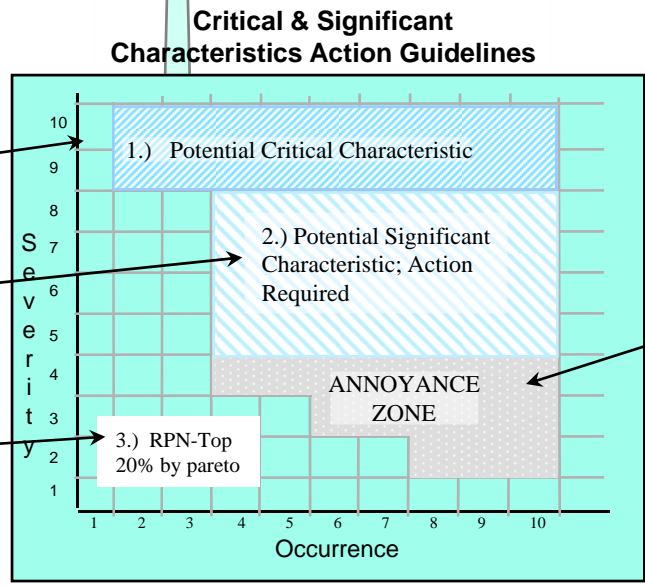 Critical & Significant
Characteristics Action Guidelines
Severity
10
9
8
7
6
5
4
3
2
1
1.) Potential Critical Characteristic
2.) Potential Significant
Characteristic; Action
Required
ANNOYANCE
ZONE
3.) RPN-Top
20% by pareto
1 2 3 4 5 6 7 8 9 10
Occurrence